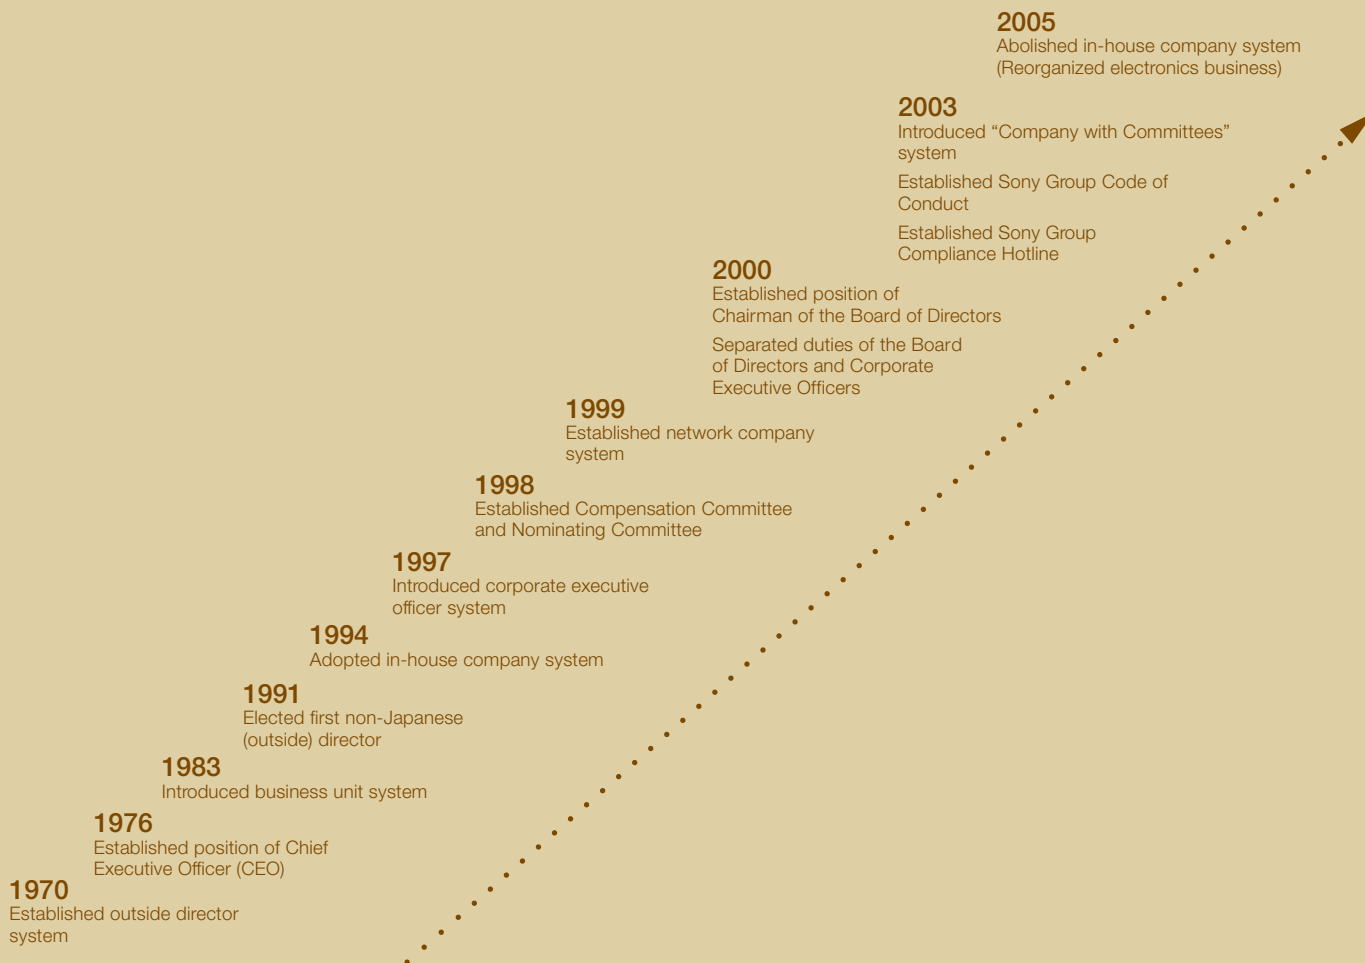 2005
Abolished in-house company system
(Reorganized electronics business)
2003
Introduced “Company with Committees”
system
Established Sony Group Code of
Conduct
Established Sony Group
Compliance Hotline
2000
Established position of
Chairman of the Board of Directors
Separated duties of the Board
of Directors and Corporate
Executive Officers
1999
Established network company
system
1998
Established Compensation Committee
and Nominating Committee
1997
Introduced corporate executive
officer system
1994
Adopted in-house company system
1991
Elected first non-Japanese
(outside) director
1983
Introduced business unit system
1976
Established position of Chief
Executive Officer (CEO)
1970
Established outside director
system